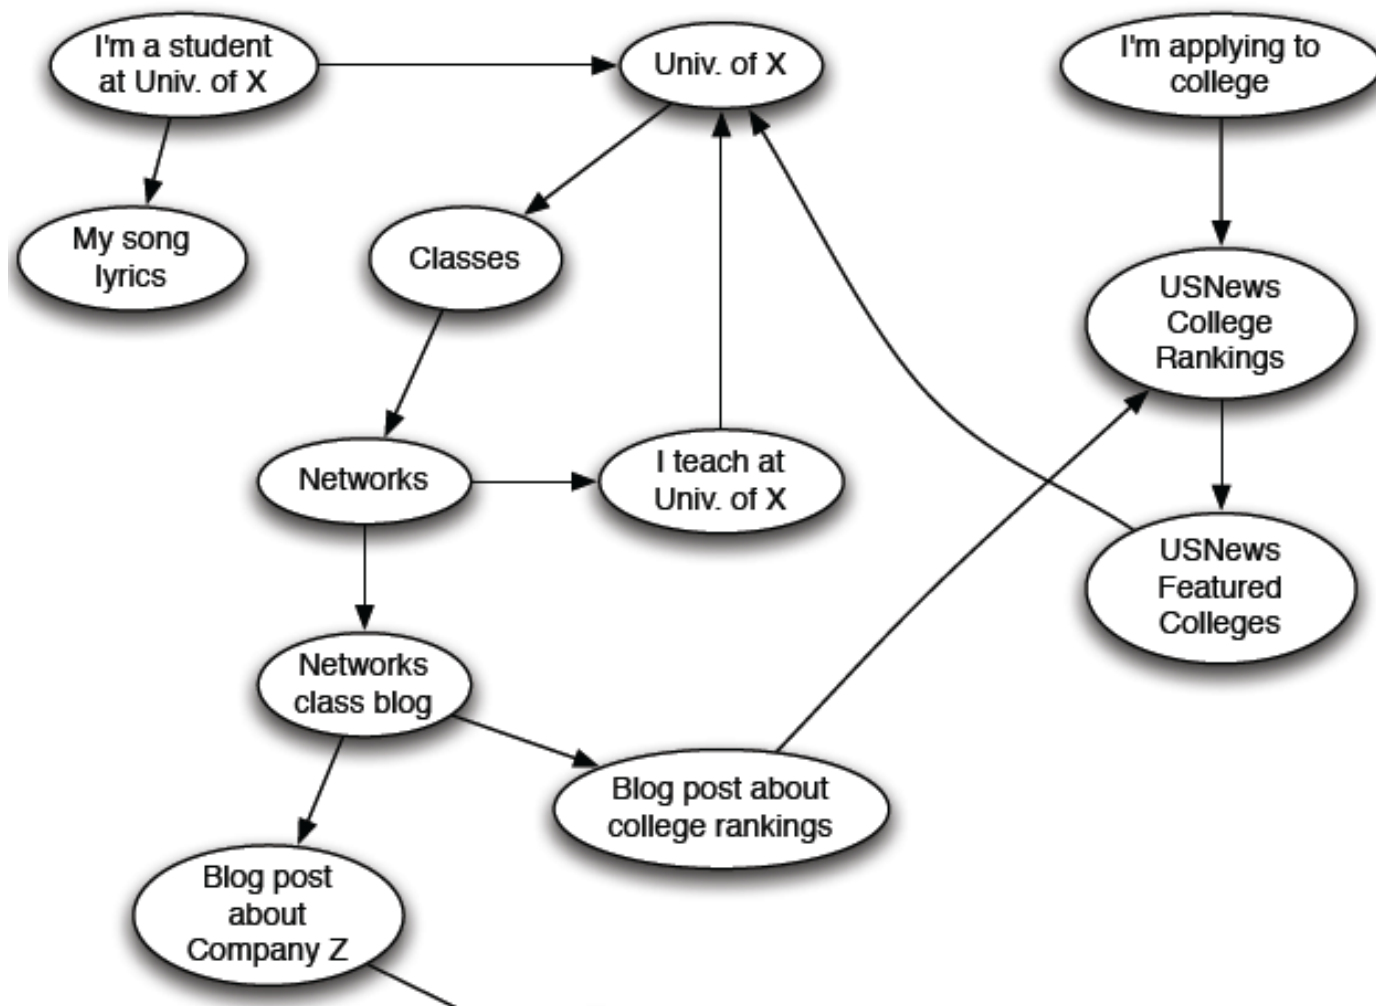 I'm a student
at Univ. of X
Univ. of X
I'm applying to
college
My song
lyrics
Classes
USNews
College
Rankings
Networks
I teach at
Univ. of X
USNews
Featured
Colleges
Networks
class blog
Blog post about
college rankings
Blog post
about
Company Z